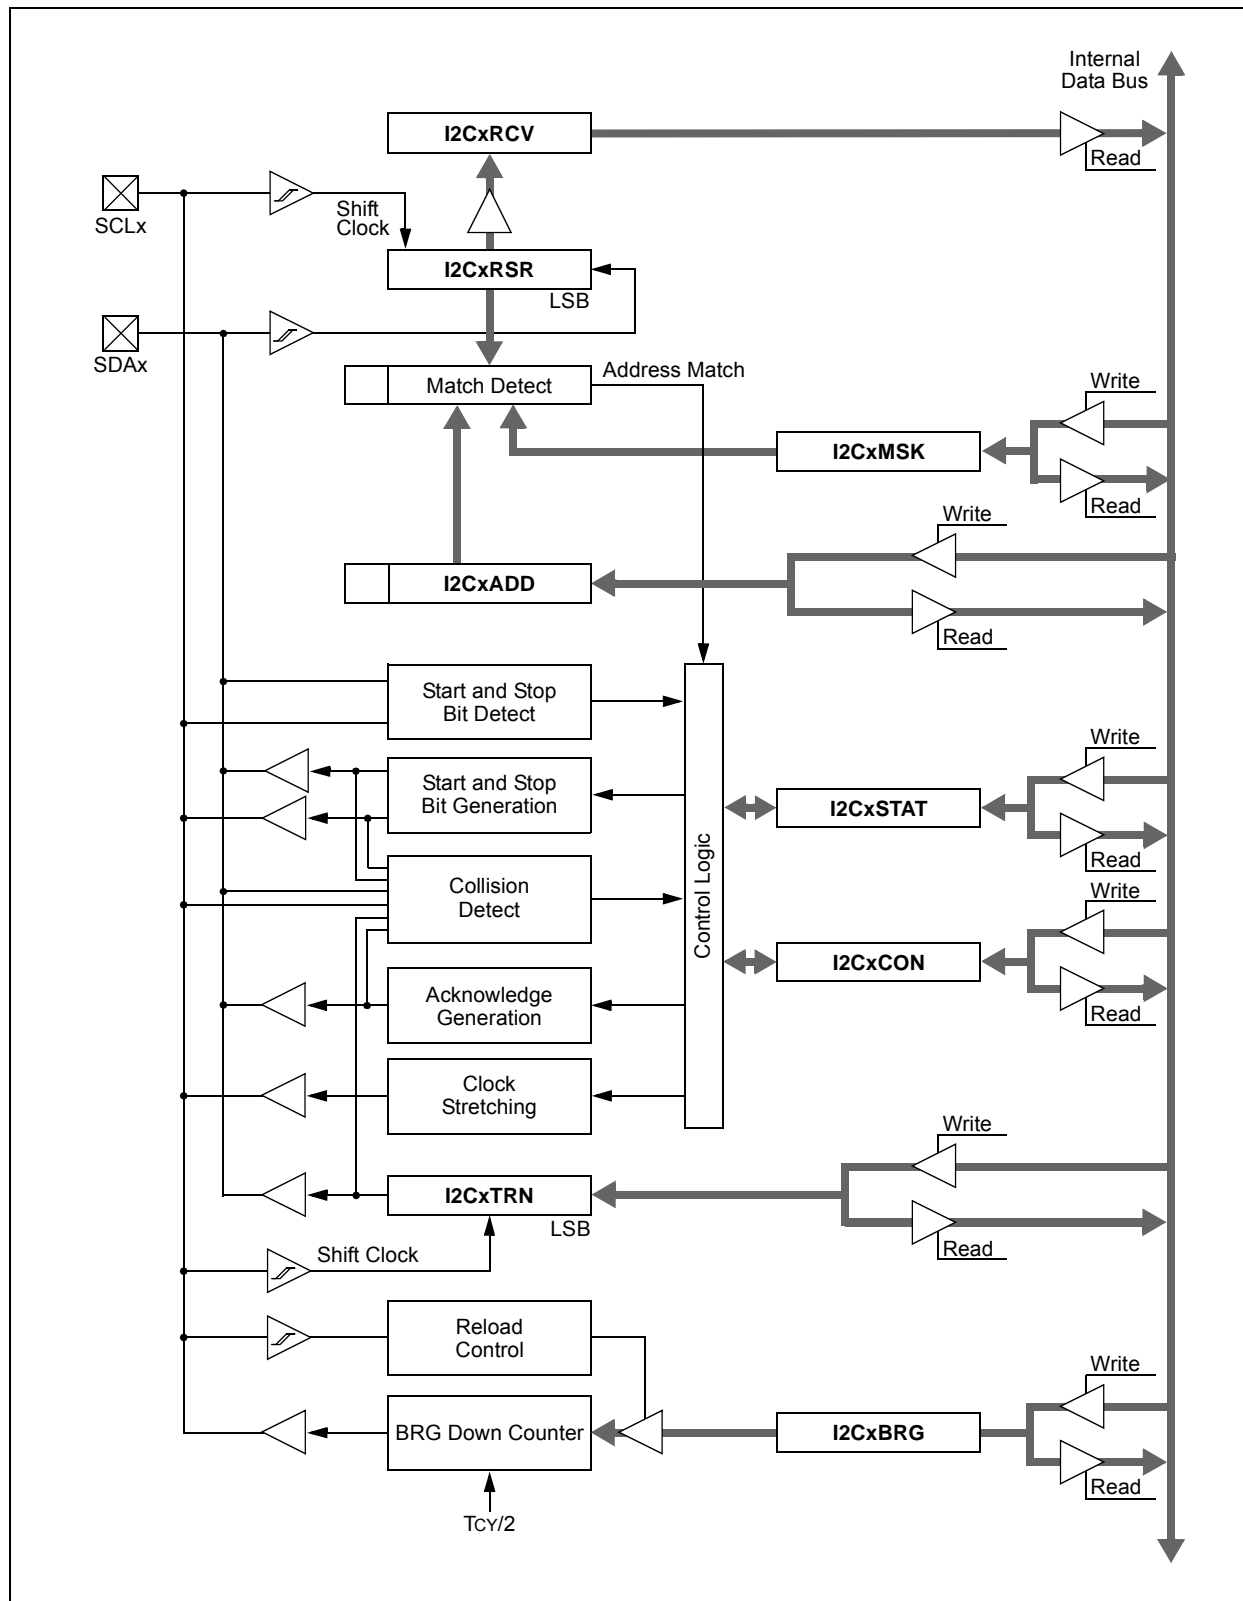 Internal
Data Bus
I2CxRCV
Read
SCLx
Shift
Clock
I2CxRSR
LSB
SDAx
Match Detect
Address Match
Write
I2CxMSK
Read
Write
I2CxADD
Read
Start and Stop
Bit Detect
Write
Start and Stop
Bit Generation
I2CxSTAT
Read
Control Logic
Collision
Detect
Write
I2CxCON
Read
Acknowledge
Generation
Clock
Stretching
Write
I2CxTRN
LSB
Read
Shift Clock
Reload
Control
Write
BRG Down Counter
I2CxBRG
Read
TCY/2